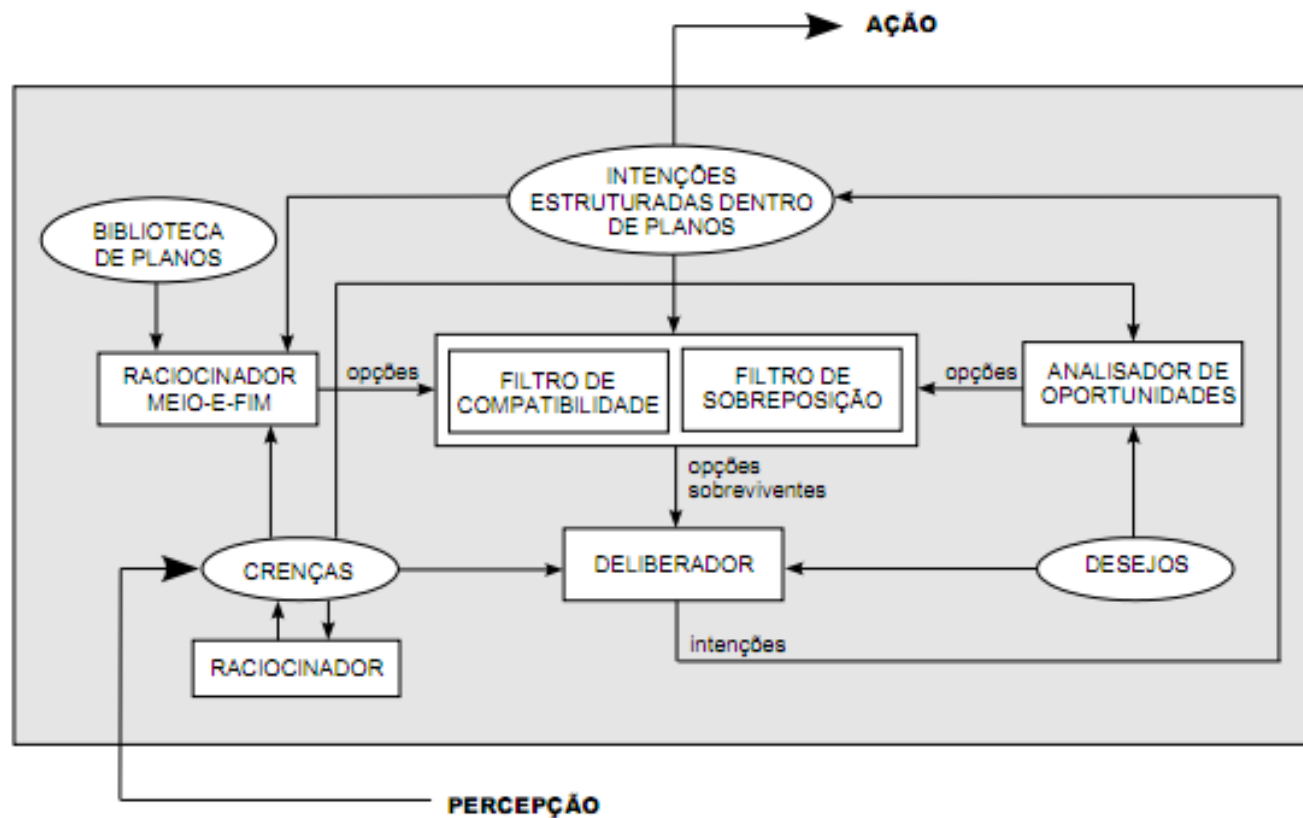 AÇÃO
INTENÇÕES
ESTRUTURADAS DENTRO
DE PLANOS
BIBLIOTECA
DE PLANOS
RACIOCINADOR
MEIO-E-FIM
opções
FILTRO DE
COMPATIBILIDADE
FILTRO DE
SOBREPOSIÇÃO
opções
ANALISADOR DE
OPORTUNIDADES
opções
sobreviventes
CRENÇAS
DELIBERADOR
DESEJOS
RACIOCINADOR
intenções
PERCEPÇÃO